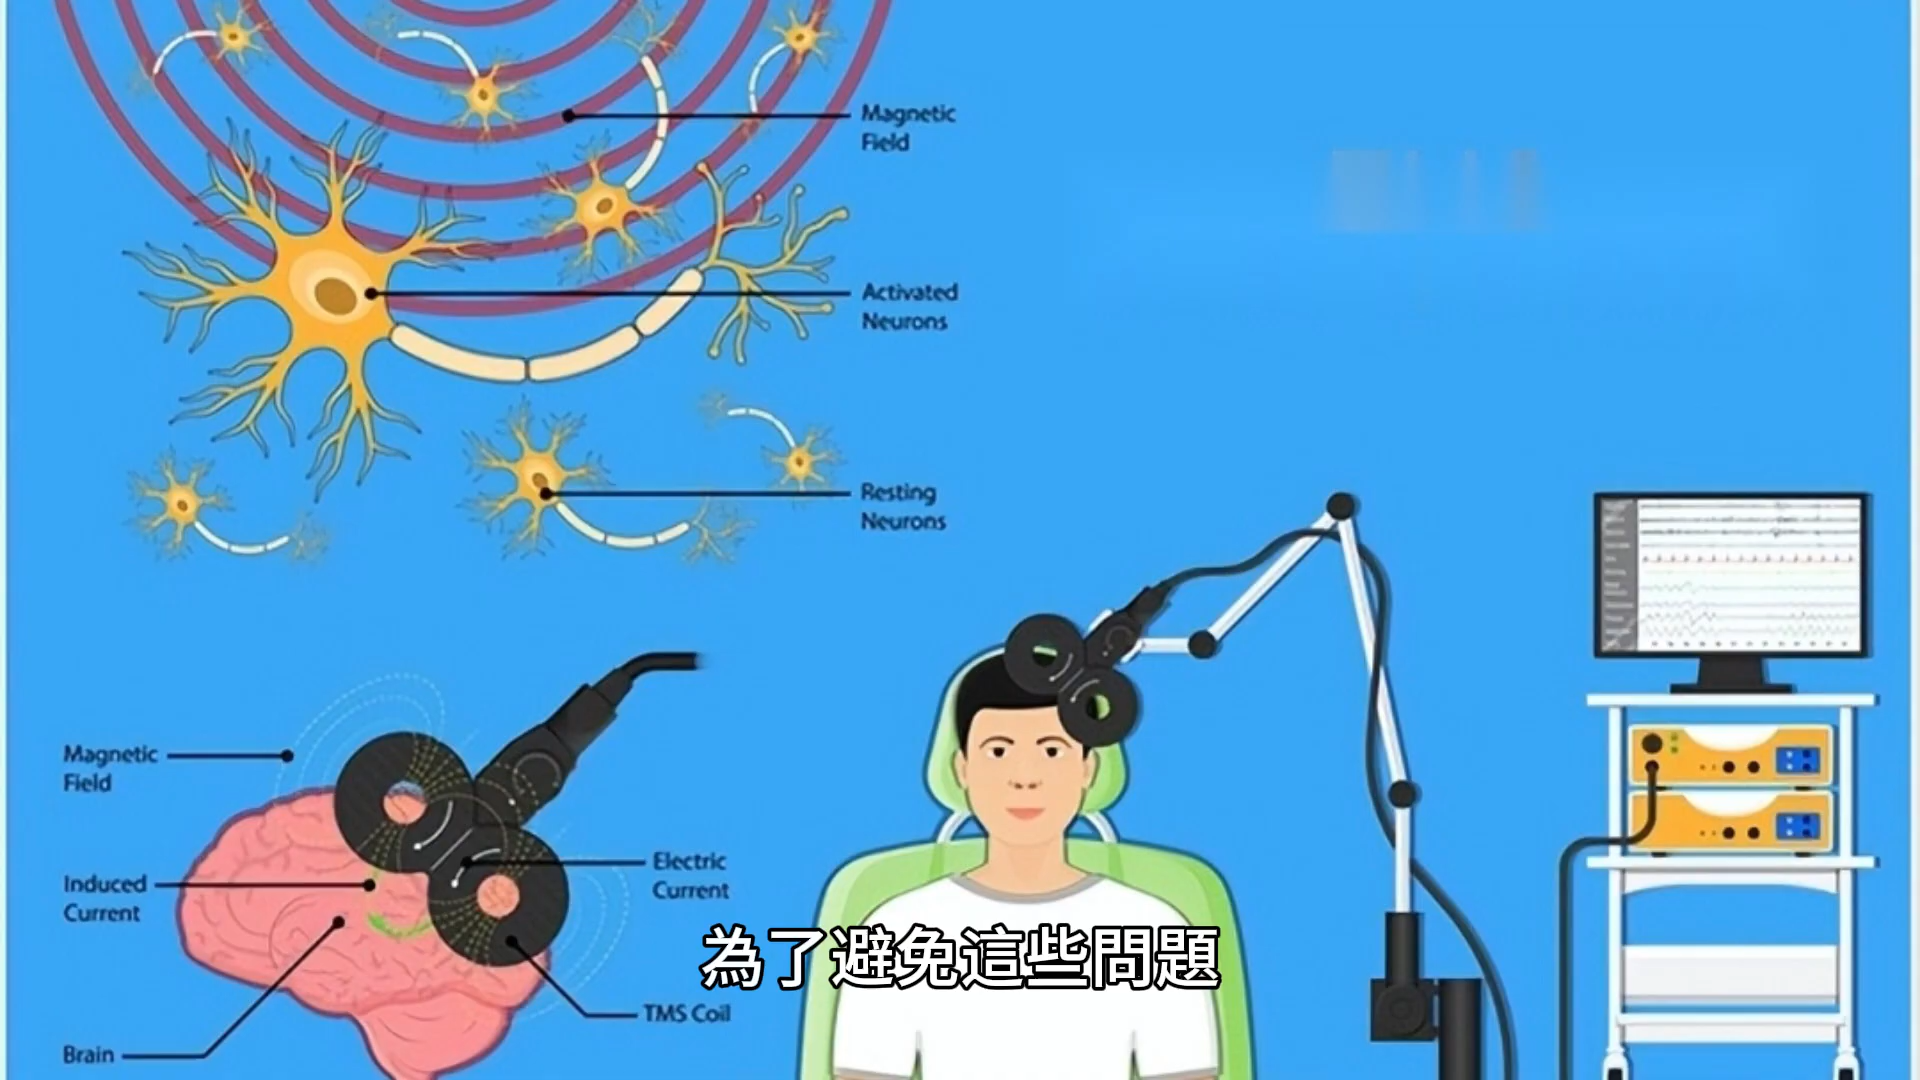 Magnetic
Field
Activated
Neurons
Resting
Neurons
Magnetic
Field
Induced
Current
Brain
Electric
Current
TMS Coil
為了避免這些問題